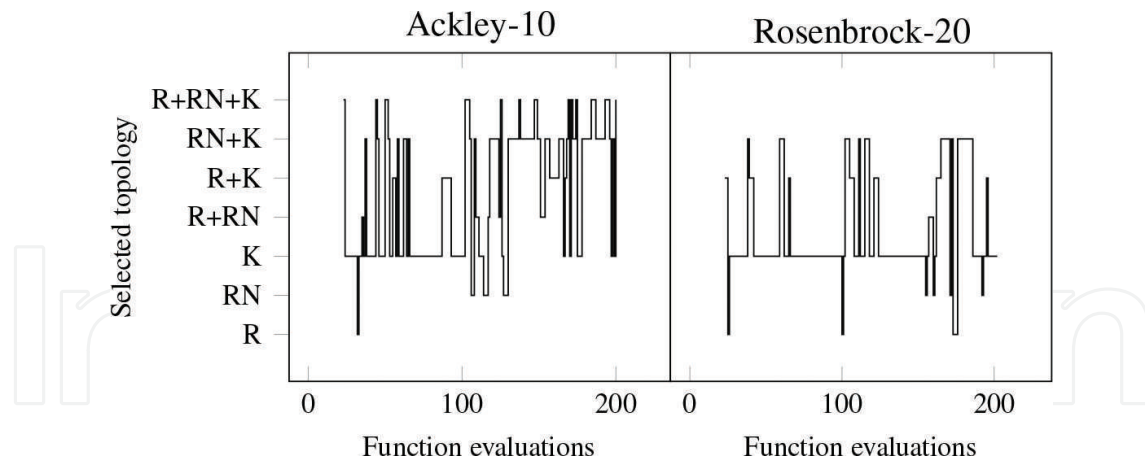 Ackley-10
Rosenbrock-20
Selected topology
R+RN+K
RN+K
R+K
R+RN
K
RN
R
0
100
200
0
100
200
Function evaluations
Function evaluations